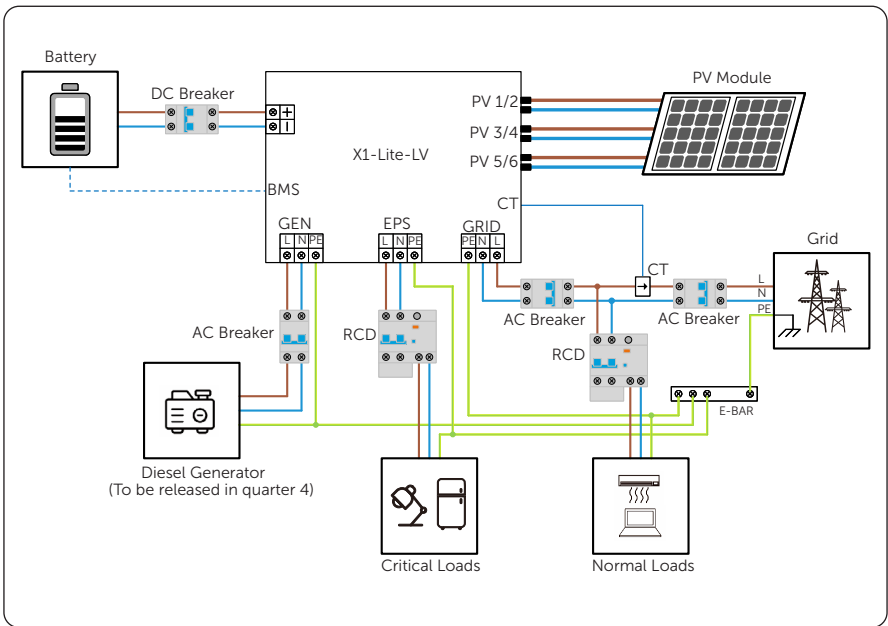 Battery
DC Breaker
PV Module
+
−
X1-Lite-LV
PV 1/2
PV 3/4
PV 5/6
BMS
CT
GEN
EPS
GRID
L N PE
L N PE
PE N L
Grid
CT
L
N
PE
AC Breaker
AC Breaker
AC Breaker
RCD
RCD
E-BAR
Diesel Generator
(To be released in quarter 4)
Critical Loads
Normal Loads